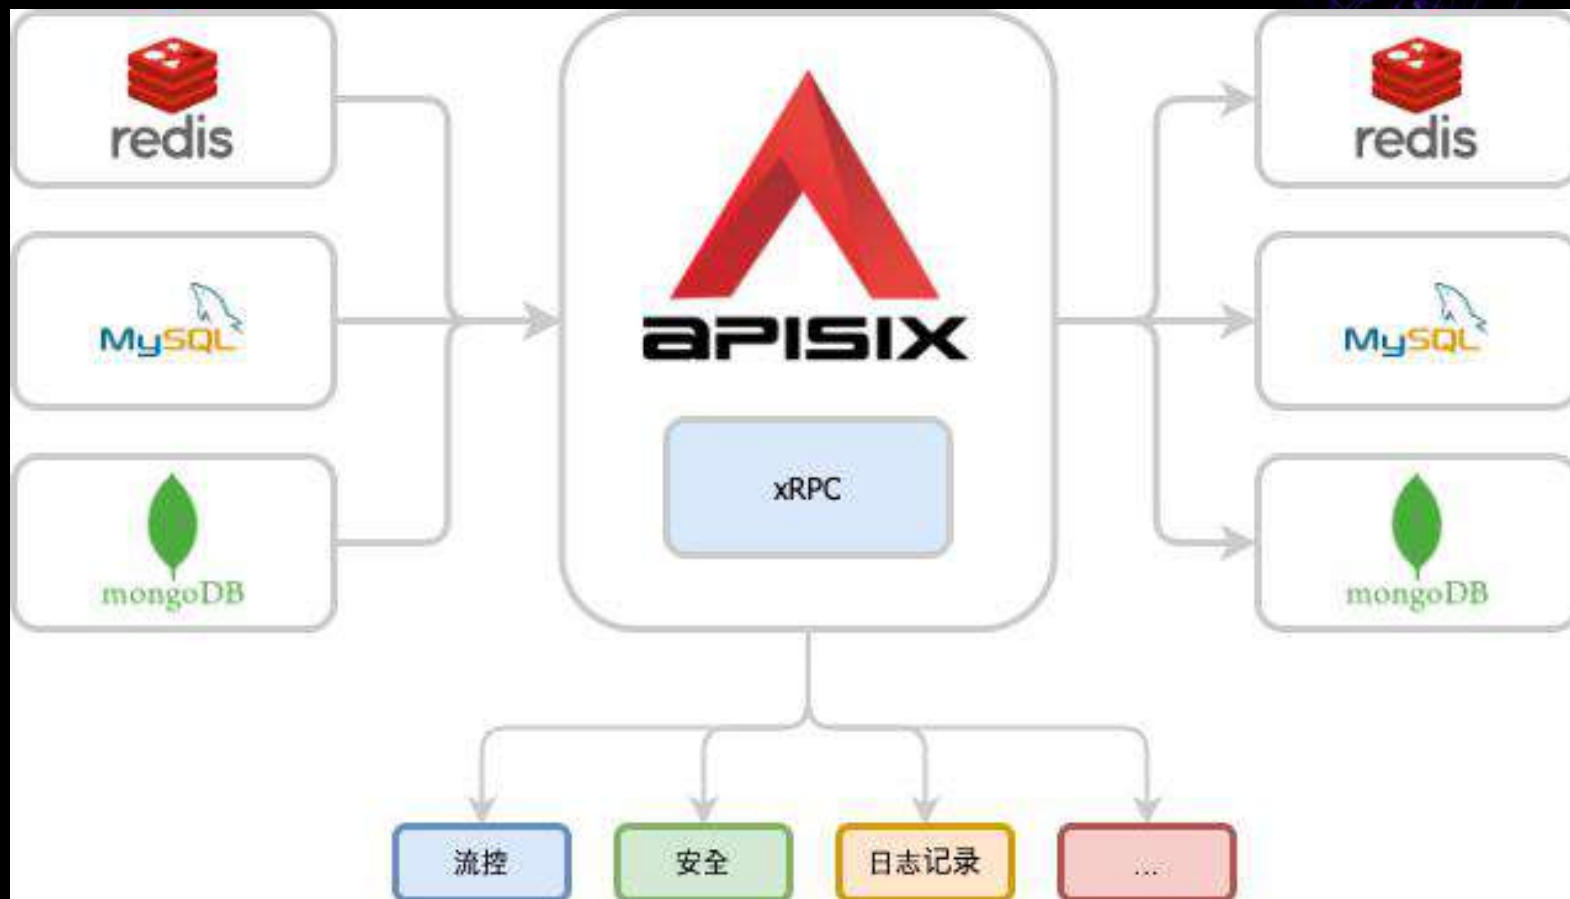 redis
redis
APISIX
MySQL
MySQL
xRPC
mongoDB
mongoDB
流控
安全
日志记录
...